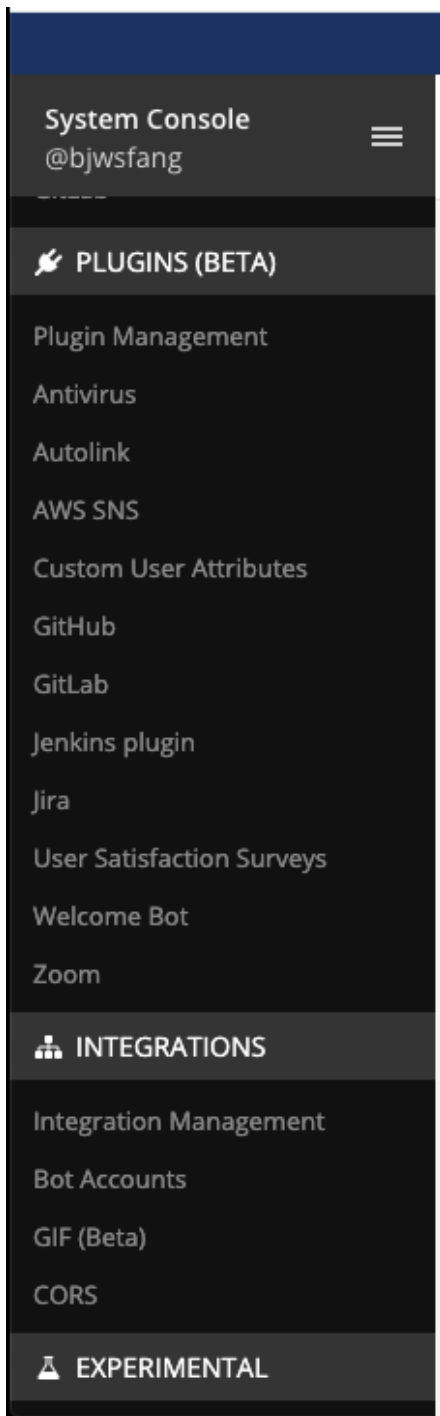 System Console
@bjwsfang
PLUGINS (BETA)
Plugin Management
Antivirus
Autolink
AWS SNS
Custom User Attributes
GitHub
GitLab
Jenkins plugin
Jira
User Satisfaction Surveys
Welcome Bot
Zoom
INTEGRATIONS
Integration Management
Bot Accounts
GIF (Beta)
CORS
EXPERIMENTAL